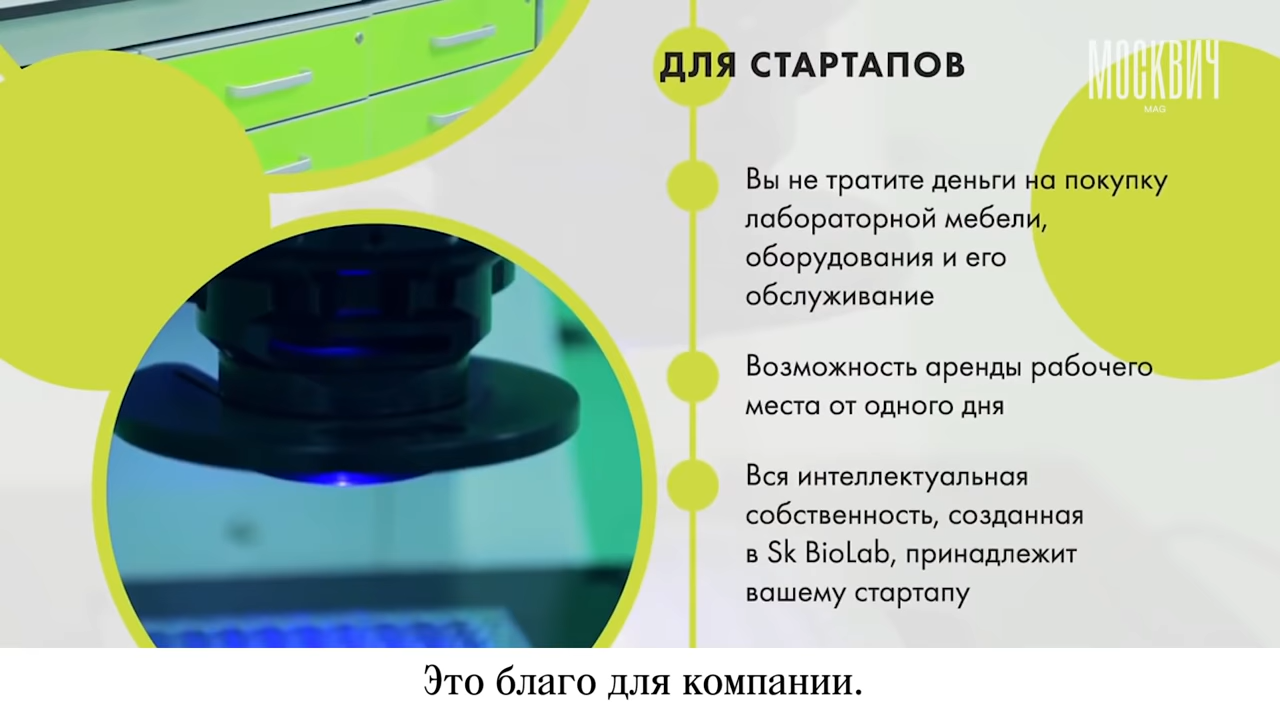 ДЛЯ СТАРТАПОВ
МОСКВИЧ
MAG
Вы не тратите деньги на покупку
лабораторной мебели,
оборудования и его
обслуживание
Возможность аренды рабочего
места от одного дня
Вся интеллектуальная
собственность, созданная
в Sk BioLab, принадлежит
вашему стартапу
Это благо для компании.